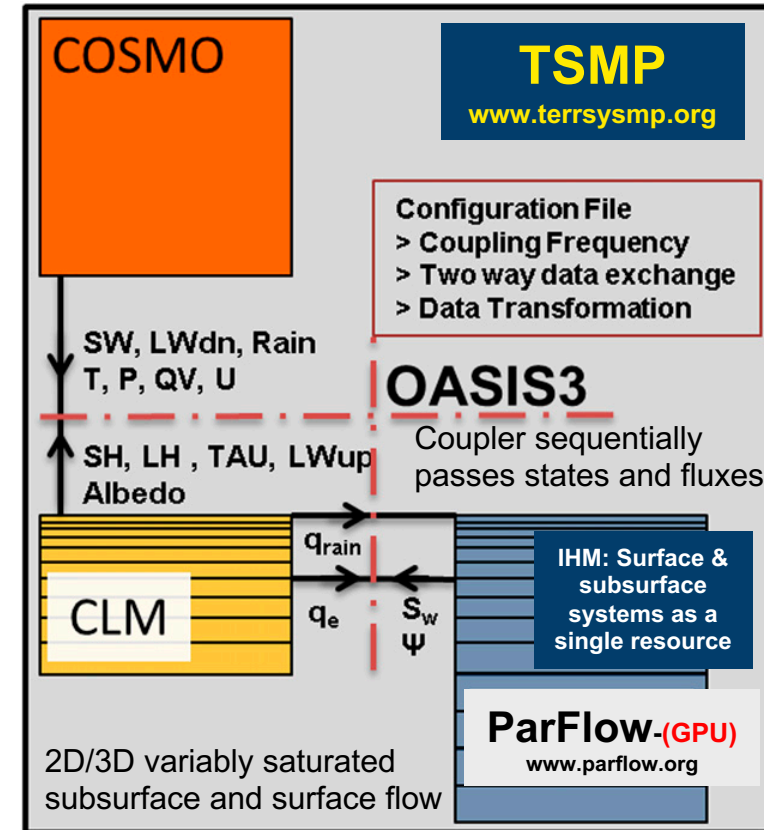 COSMO
TSMP
www.terrsysmp.org
Configuration File
> Coupling Frequency
> Two way data exchange
> Data Transformation
SW, LWdn, Rain
T, P, QV, U
OASIS3
Coupler sequentially
passes states and fluxes
SH, LH , TAU, LWup
Albedo
qrain
qe
Sw
Ψ
CLM
IHM: Surface &
subsurface
systems as a
single resource
ParFlow-(GPU)
www.parflow.org
2D/3D variably saturated
subsurface and surface flow